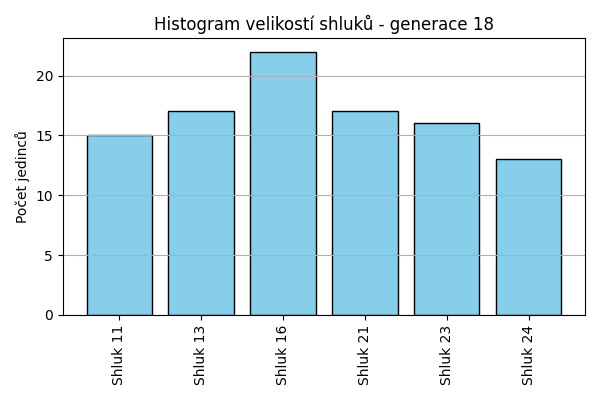 Histogram velikostí shluků - generace 18
Počet jedinců
20
15
10
5
0
Shluk 11
Shluk 13
Shluk 16
Shluk 21
Shluk 23
Shluk 24